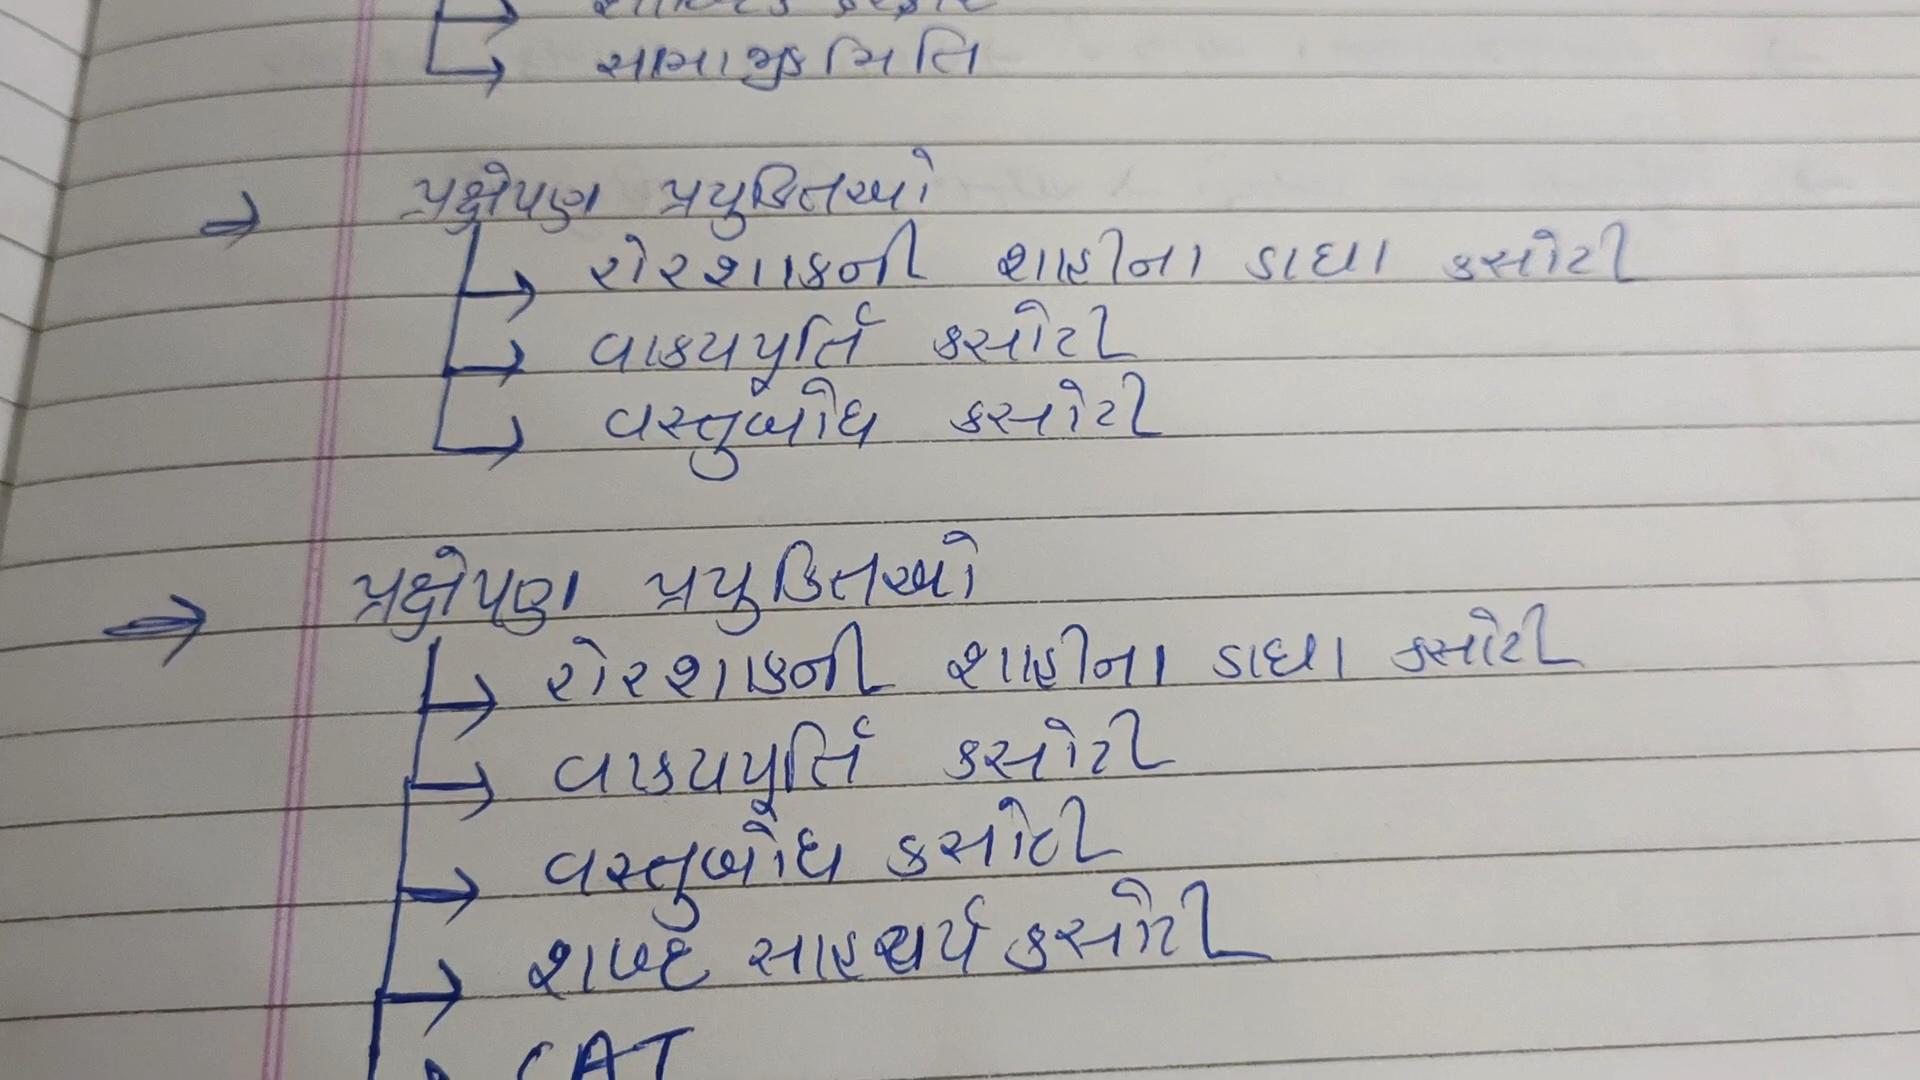 સામાજીક મિતિ
પ્રક્ષેપણ પ્રયુક્તિઓ
રોરશાકની શાહીના ડાઘા કસોટી
વાક્યપૂર્તિ કસોટી
વસ્તુબોધ કસોટી
પ્રક્ષેપણ પ્રયુક્તિઓ
રોરશાકની શાહીના ડાઘા કસોટી
વાક્યપૂર્તિ કસોટી
વસ્તુબોધ કસોટી
શબ્દ સાહચર્ય કસોટી
CAT